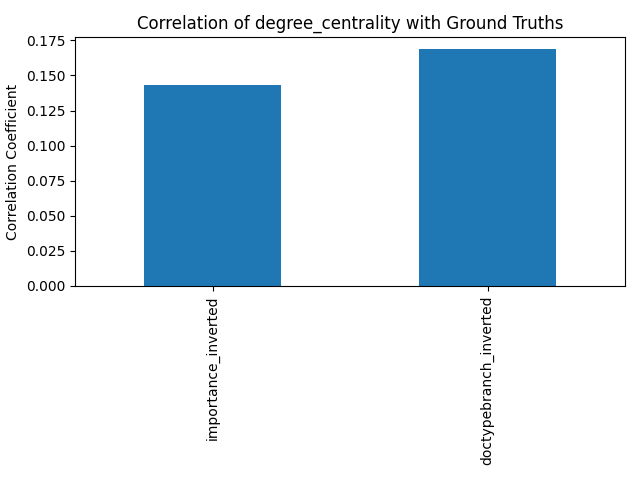 Correlation of degree_centrality with Ground Truths
Correlation Coefficient
0.175
0.150
0.125
0.100
0.075
0.050
0.025
0.000
importance_inverted
doctypebranch_inverted